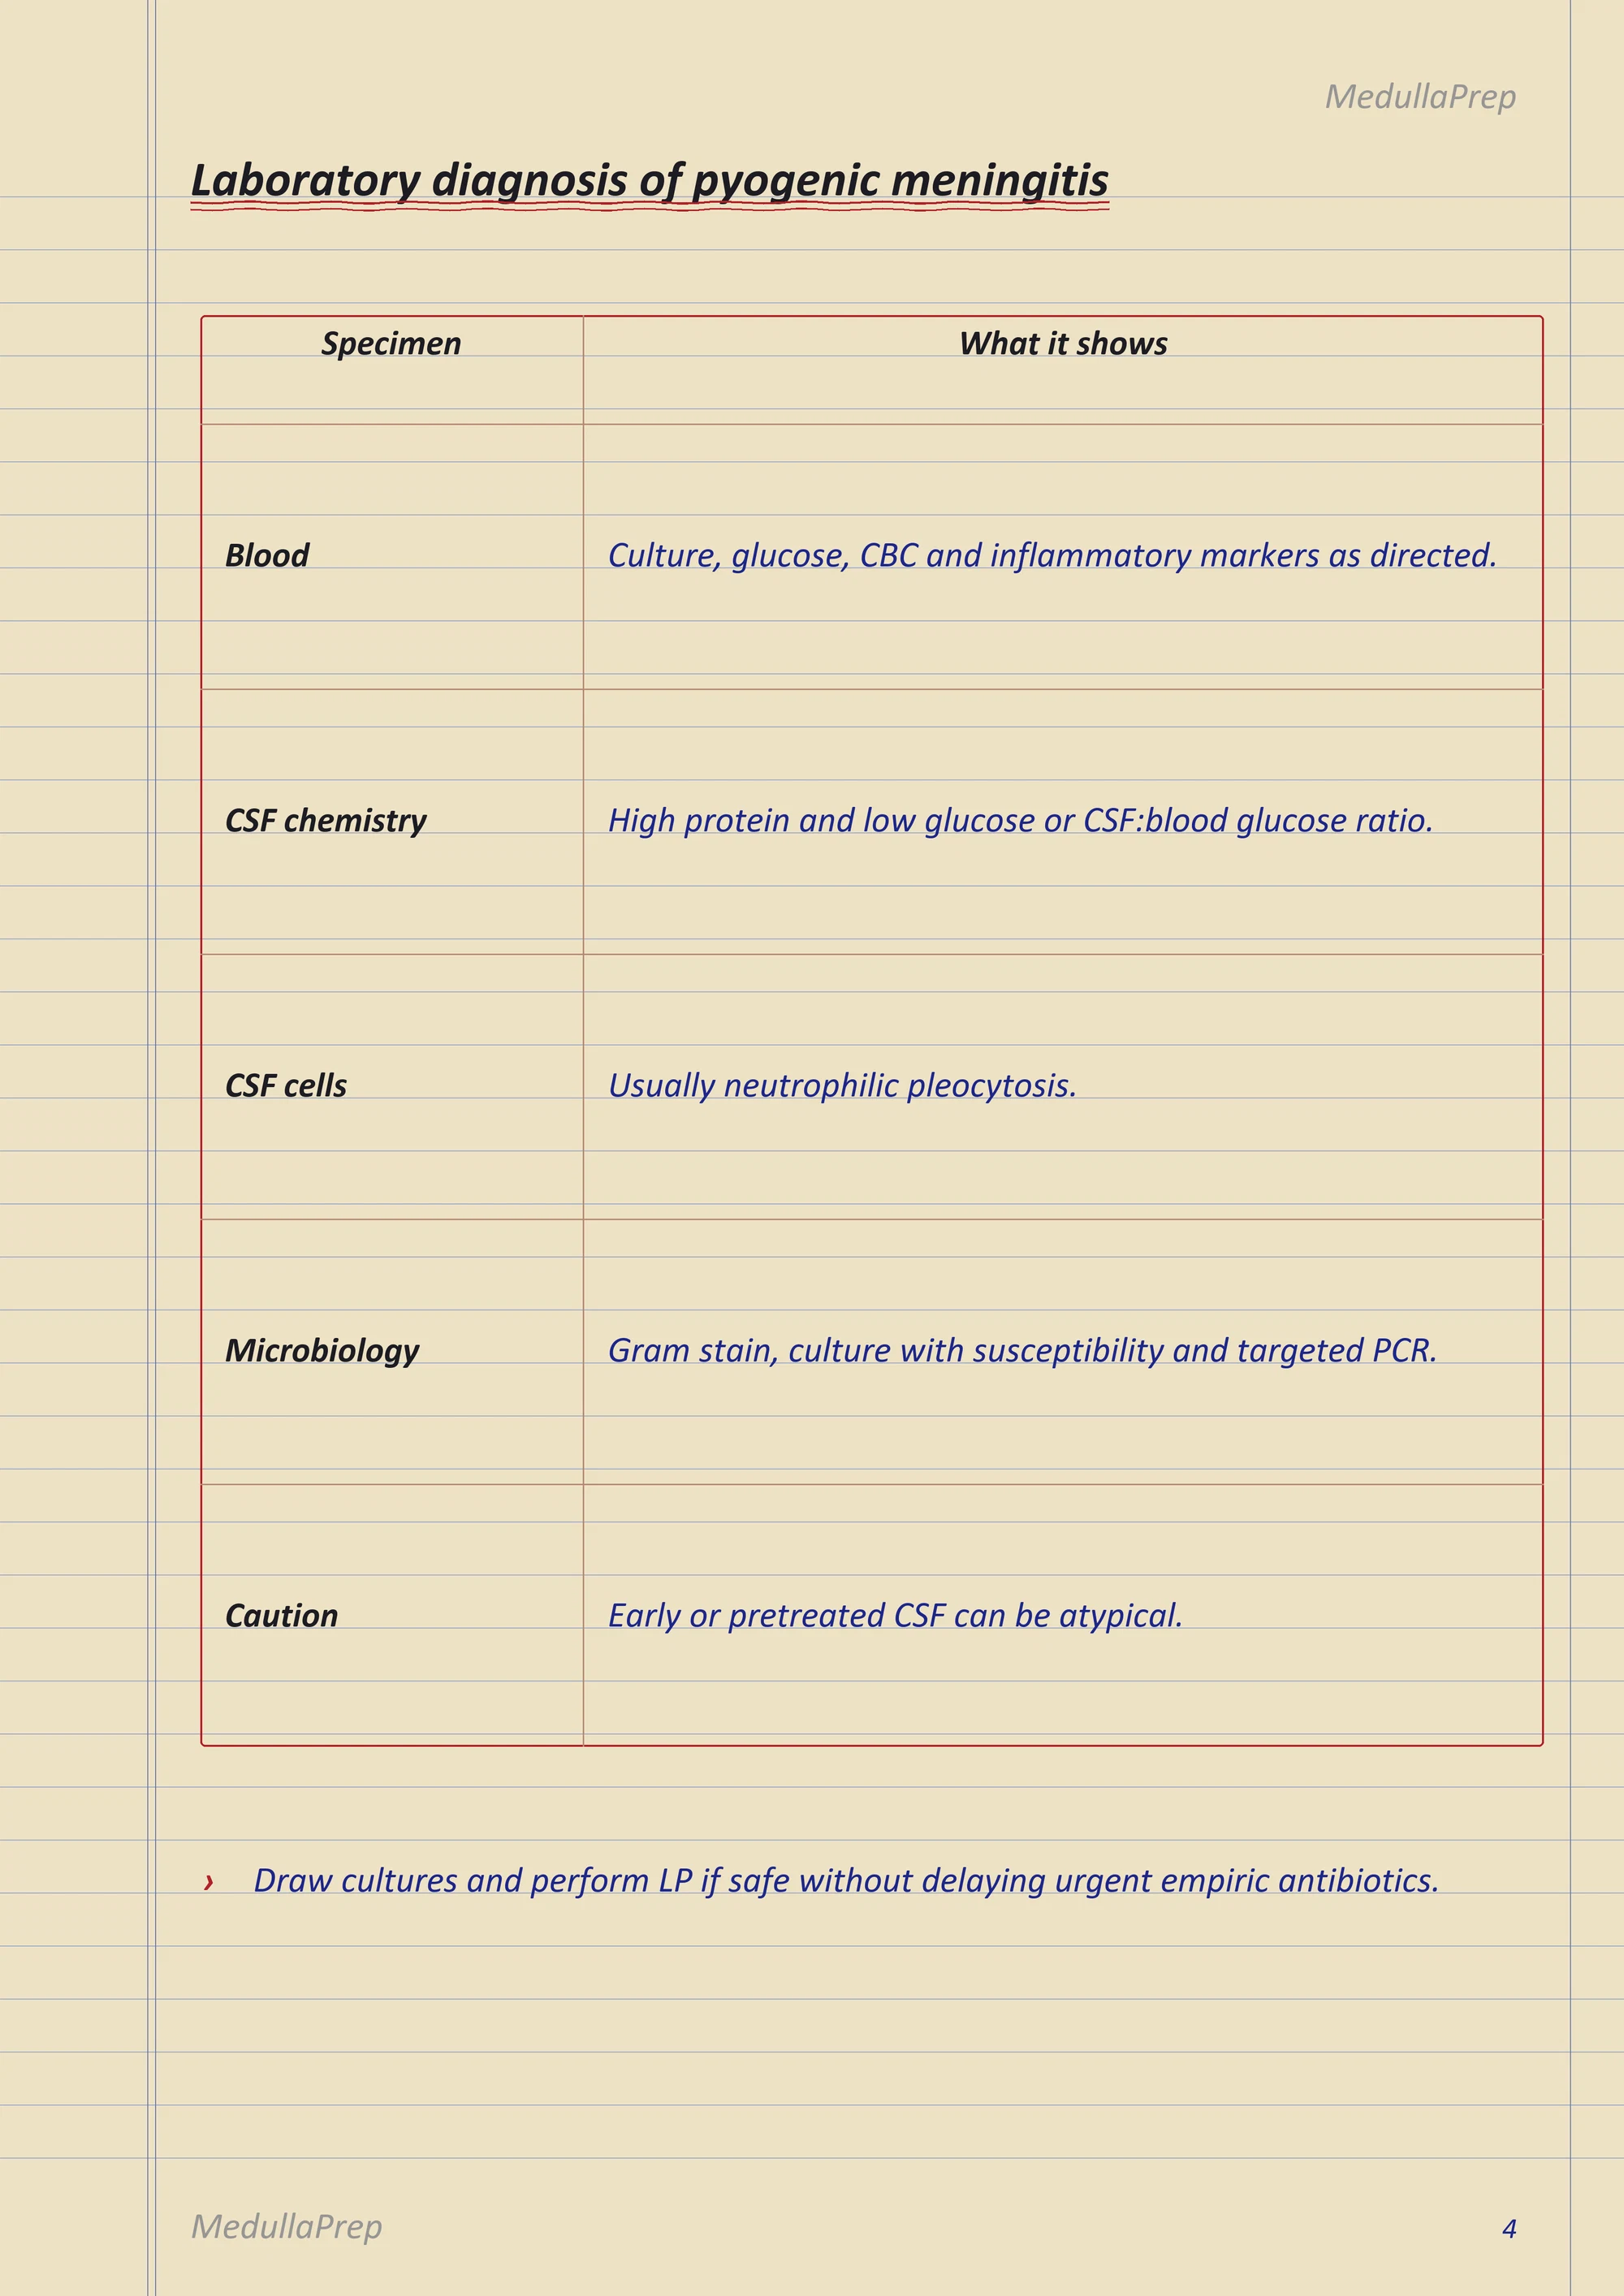 MedullaPrep
Laboratory diagnosis of pyogenic meningitis
Specimen What it shows
Blood Culture, glucose, CBC and inflammatory markers as directed.
CSF chemistry High protein and low glucose or CSF:blood glucose ratio.
CSF cells Usually neutrophilic pleocytosis.
Microbiology Gram stain, culture with susceptibility and targeted PCR.
Caution Early or pretreated CSF can be atypical.
› Draw cultures and perform LP if safe without delaying urgent empiric antibiotics.
MedullaPrep 4